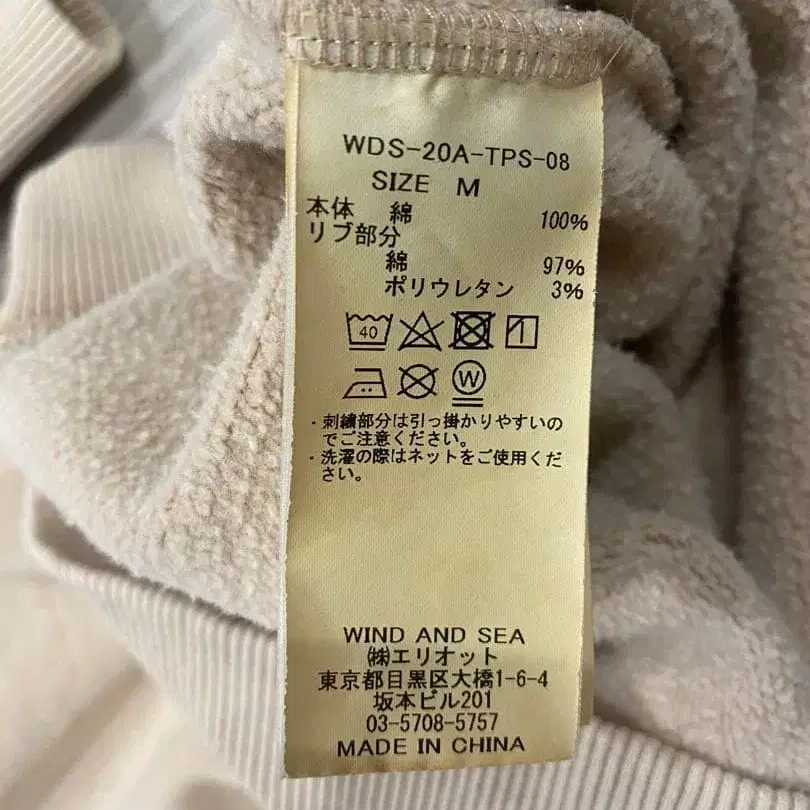 WDS-20A-TPS-08
SIZE M
本体 綿 100%
リブ部分
綿 97%
ポリウレタン 3%
40
W
・刺繍部分は引っ掛かりやすいの
でご注意ください。
・洗濯の際はネットをご使用くだ
さい。
WIND AND SEA
㈱エリオット
東京都目黒区大橋1-6-4
坂本ビル201
03-5708-5757
MADE IN CHINA